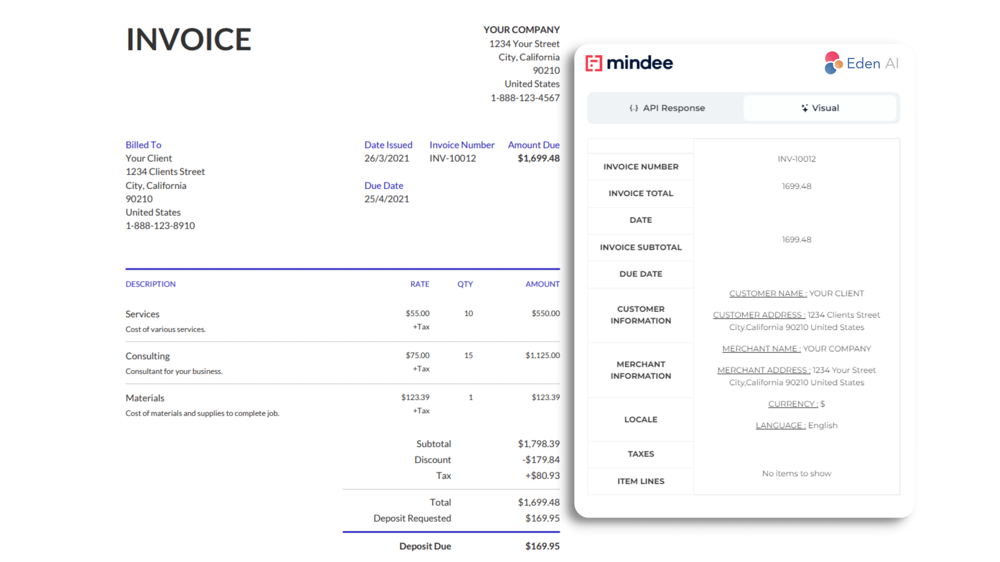 INVOICE
YOUR COMPANY
1234 Your Street
City, California
90210
United States
1-888-123-4567
Billed To
Your Client
1234 Clients Street
City, California
90210
United States
1-888-123-8910
Date Issued
26/3/2021
Due Date
25/4/2021
Invoice Number
INV-10012
Amount Due
$1,699.48
DESCRIPTION RATE QTY AMOUNT
Services $55.00 10 $550.00
+Tax
Cost of various services.
Consulting $75.00 15 $1,125.00
+Tax
Consultant for your business.
Materials $123.39 1 $123.39
+Tax
Cost of materials and supplies to complete job.
Subtotal $1,798.39
Discount -$179.84
Tax +$80.93
Total $1,699.48
Deposit Requested $169.95
Deposit Due $169.95
mindee
Eden AI
{..} API Response
Visual
INVOICE NUMBER INV-10012
INVOICE TOTAL 1699.48
DATE
INVOICE SUBTOTAL 1699.48
DUE DATE
CUSTOMER
INFORMATION
CUSTOMER NAME : YOUR CLIENT
CUSTOMER ADDRESS : 1234 Clients Street
City.California 90210 United States
MERCHANT
INFORMATION
MERCHANT NAME : YOUR COMPANY
MERCHANT ADDRESS : 1234 Your Street
City,California 90210 United States
LOCALE
CURRENCY : $
LANGUAGE : English
TAXES
ITEM LINES
No items to show